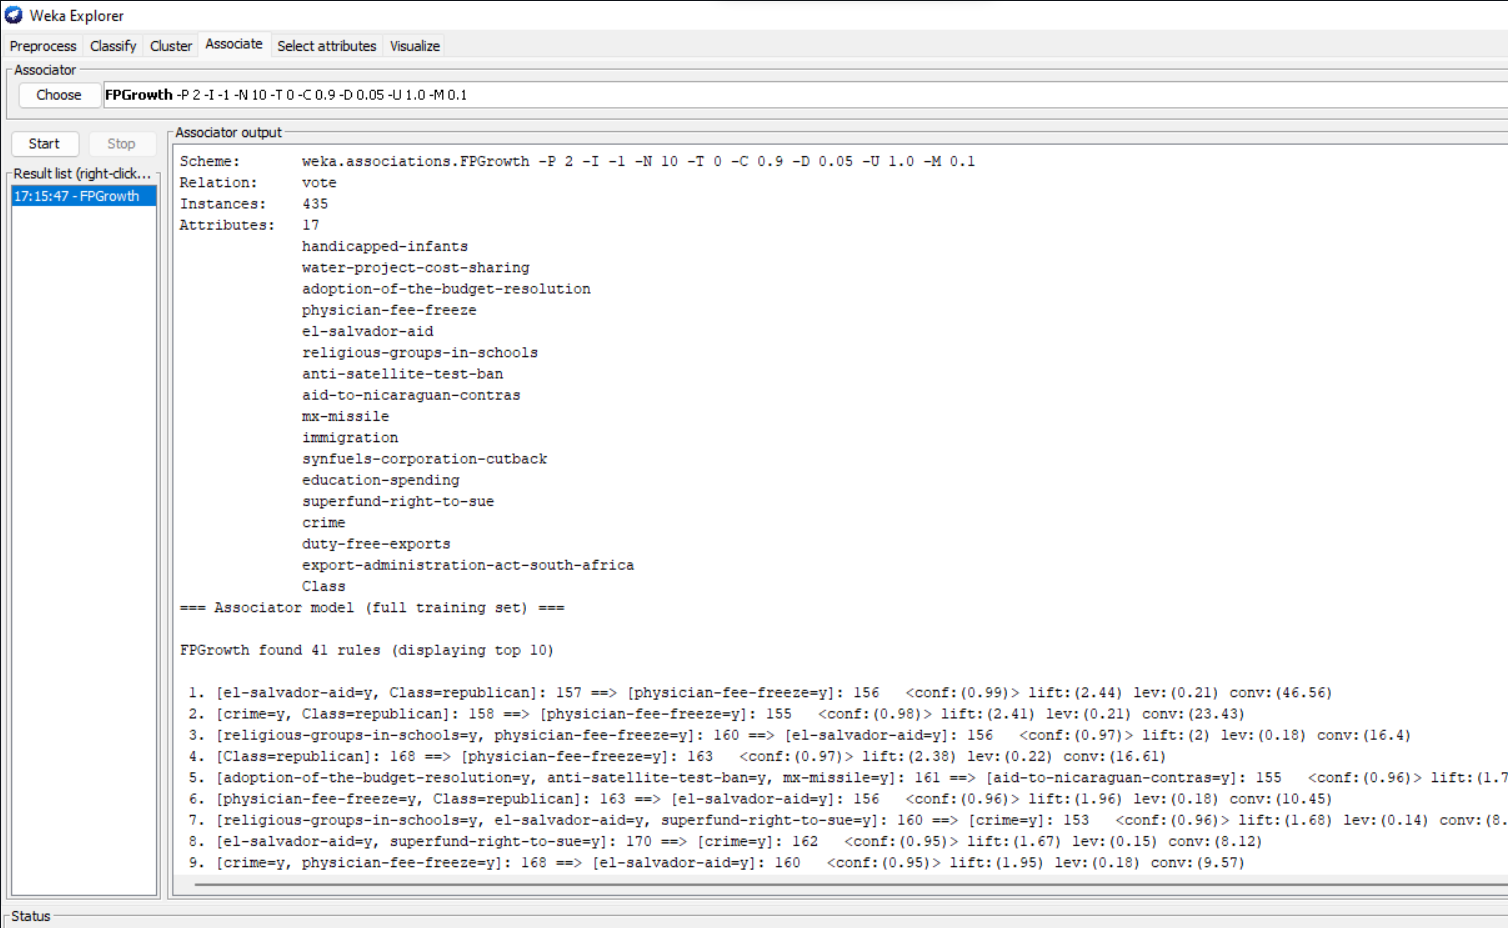 Weka Explorer
Preprocess Classify Cluster Associate Select attributes Visualize
Associator
Choose FPGrowth -P 2 -I -1 -N 10 -T 0 -C 0.9 -D 0.05 -U 1.0 -M 0.1
Start Stop
Result list (right-click...
17:15:47 - FPGrowth
Associator output
Scheme: weka.associations.FPGrowth -P 2 -I -1 -N 10 -T 0 -C 0.9 -D 0.05 -U 1.0 -M 0.1
Relation: vote
Instances: 435
Attributes: 17
handicapped-infants
water-project-cost-sharing
adoption-of-the-budget-resolution
physician-fee-freeze
el-salvador-aid
religious-groups-in-schools
anti-satellite-test-ban
aid-to-nicaraguan-contras
mx-missile
immigration
synfuels-corporation-cutback
education-spending
superfund-right-to-sue
crime
duty-free-exports
export-administration-act-south-africa
Class
=== Associator model (full training set) ===
FPGrowth found 41 rules (displaying top 10)
1. [el-salvador-aid=y, Class=republican]: 157 ==> [physician-fee-freeze=y]: 156 <conf:(0.99)> lift:(2.44) lev:(0.21) conv:(46.56)
2. [crime=y, Class=republican]: 158 ==> [physician-fee-freeze=y]: 155 <conf:(0.98)> lift:(2.41) lev:(0.21) conv:(23.43)
3. [religious-groups-in-schools=y, physician-fee-freeze=y]: 160 ==> [el-salvador-aid=y]: 156 <conf:(0.97)> lift:(2) lev:(0.18) conv:(16.4)
4. [Class=republican]: 168 ==> [physician-fee-freeze=y]: 163 <conf:(0.97)> lift:(2.38) lev:(0.22) conv:(16.61)
5. [adoption-of-the-budget-resolution=y, anti-satellite-test-ban=y, mx-missile=y]: 161 ==> [aid-to-nicaraguan-contras=y]: 155 <conf:(0.96)> lift:(1.7
6. [physician-fee-freeze=y, Class=republican]: 163 ==> [el-salvador-aid=y]: 156 <conf:(0.96)> lift:(1.96) lev:(0.18) conv:(10.45)
7. [religious-groups-in-schools=y, el-salvador-aid=y, superfund-right-to-sue=y]: 160 ==> [crime=y]: 153 <conf:(0.96)> lift:(1.68) lev:(0.14) conv:(8.
8. [el-salvador-aid=y, superfund-right-to-sue=y]: 170 ==> [crime=y]: 162 <conf:(0.95)> lift:(1.67) lev:(0.15) conv:(8.12)
9. [crime=y, physician-fee-freeze=y]: 168 ==> [el-salvador-aid=y]: 160 <conf:(0.95)> lift:(1.95) lev:(0.18) conv:(9.57)
Status